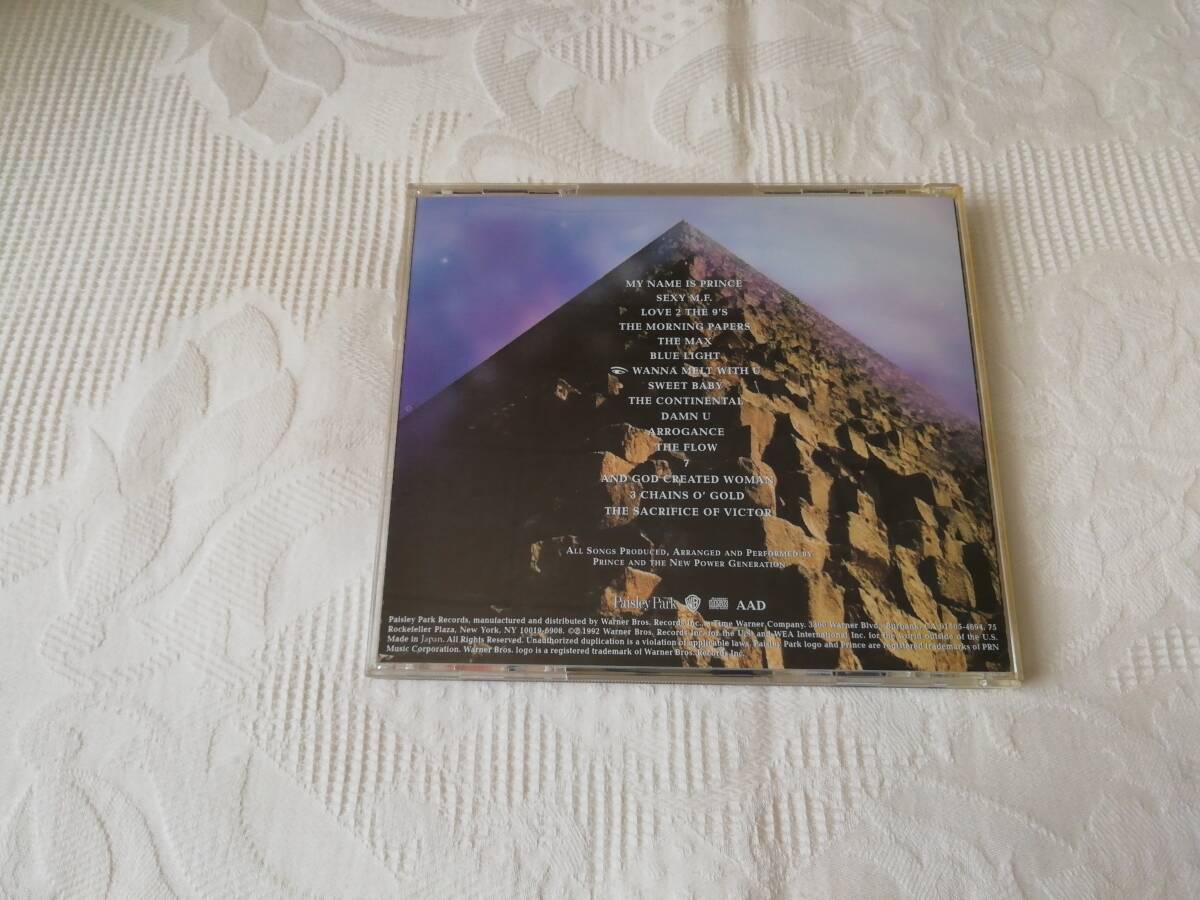 MY NAME IS PRINCE
SEXY M.F.
LOVE 2 THE 9'S
THE MORNING PAPERS
THE MAX
BLUE LIGHT
WANNA MELT WITH U
SWEET BABY
THE CONTINENTAL
DAMN U
ARROGANCE
THE FLOW
7
AND GOD CREATED WOMAN
3 CHAINS O' GOLD
THE SACRIFICE OF VICTOR
ALL SONGS PRODUCED, ARRANGED AND PERFORMED BY
PRINCE AND THE NEW POWER GENERATION
Paisley Park WB AAD
Paisley Park Records, manufactured and distributed by Warner Bros. Records Inc., a Time Warner Company. 3300 Warner Blvd., Burbank, CA 91505-4694, 75
Rockefeller Plaza, New York, NY 10019-6908. © ℗ 1992 Warner Bros. Records Inc. for the U.S. and WEA International Inc. for the world outside of the U.S.
Made in Japan. All Rights Reserved. Unauthorized duplication is a violation of applicable laws. Paisley Park logo and Prince are registered trademarks of PRN
Music Corporation. Warner Bros. logo is a registered trademark of Warner Bros. Records Inc.